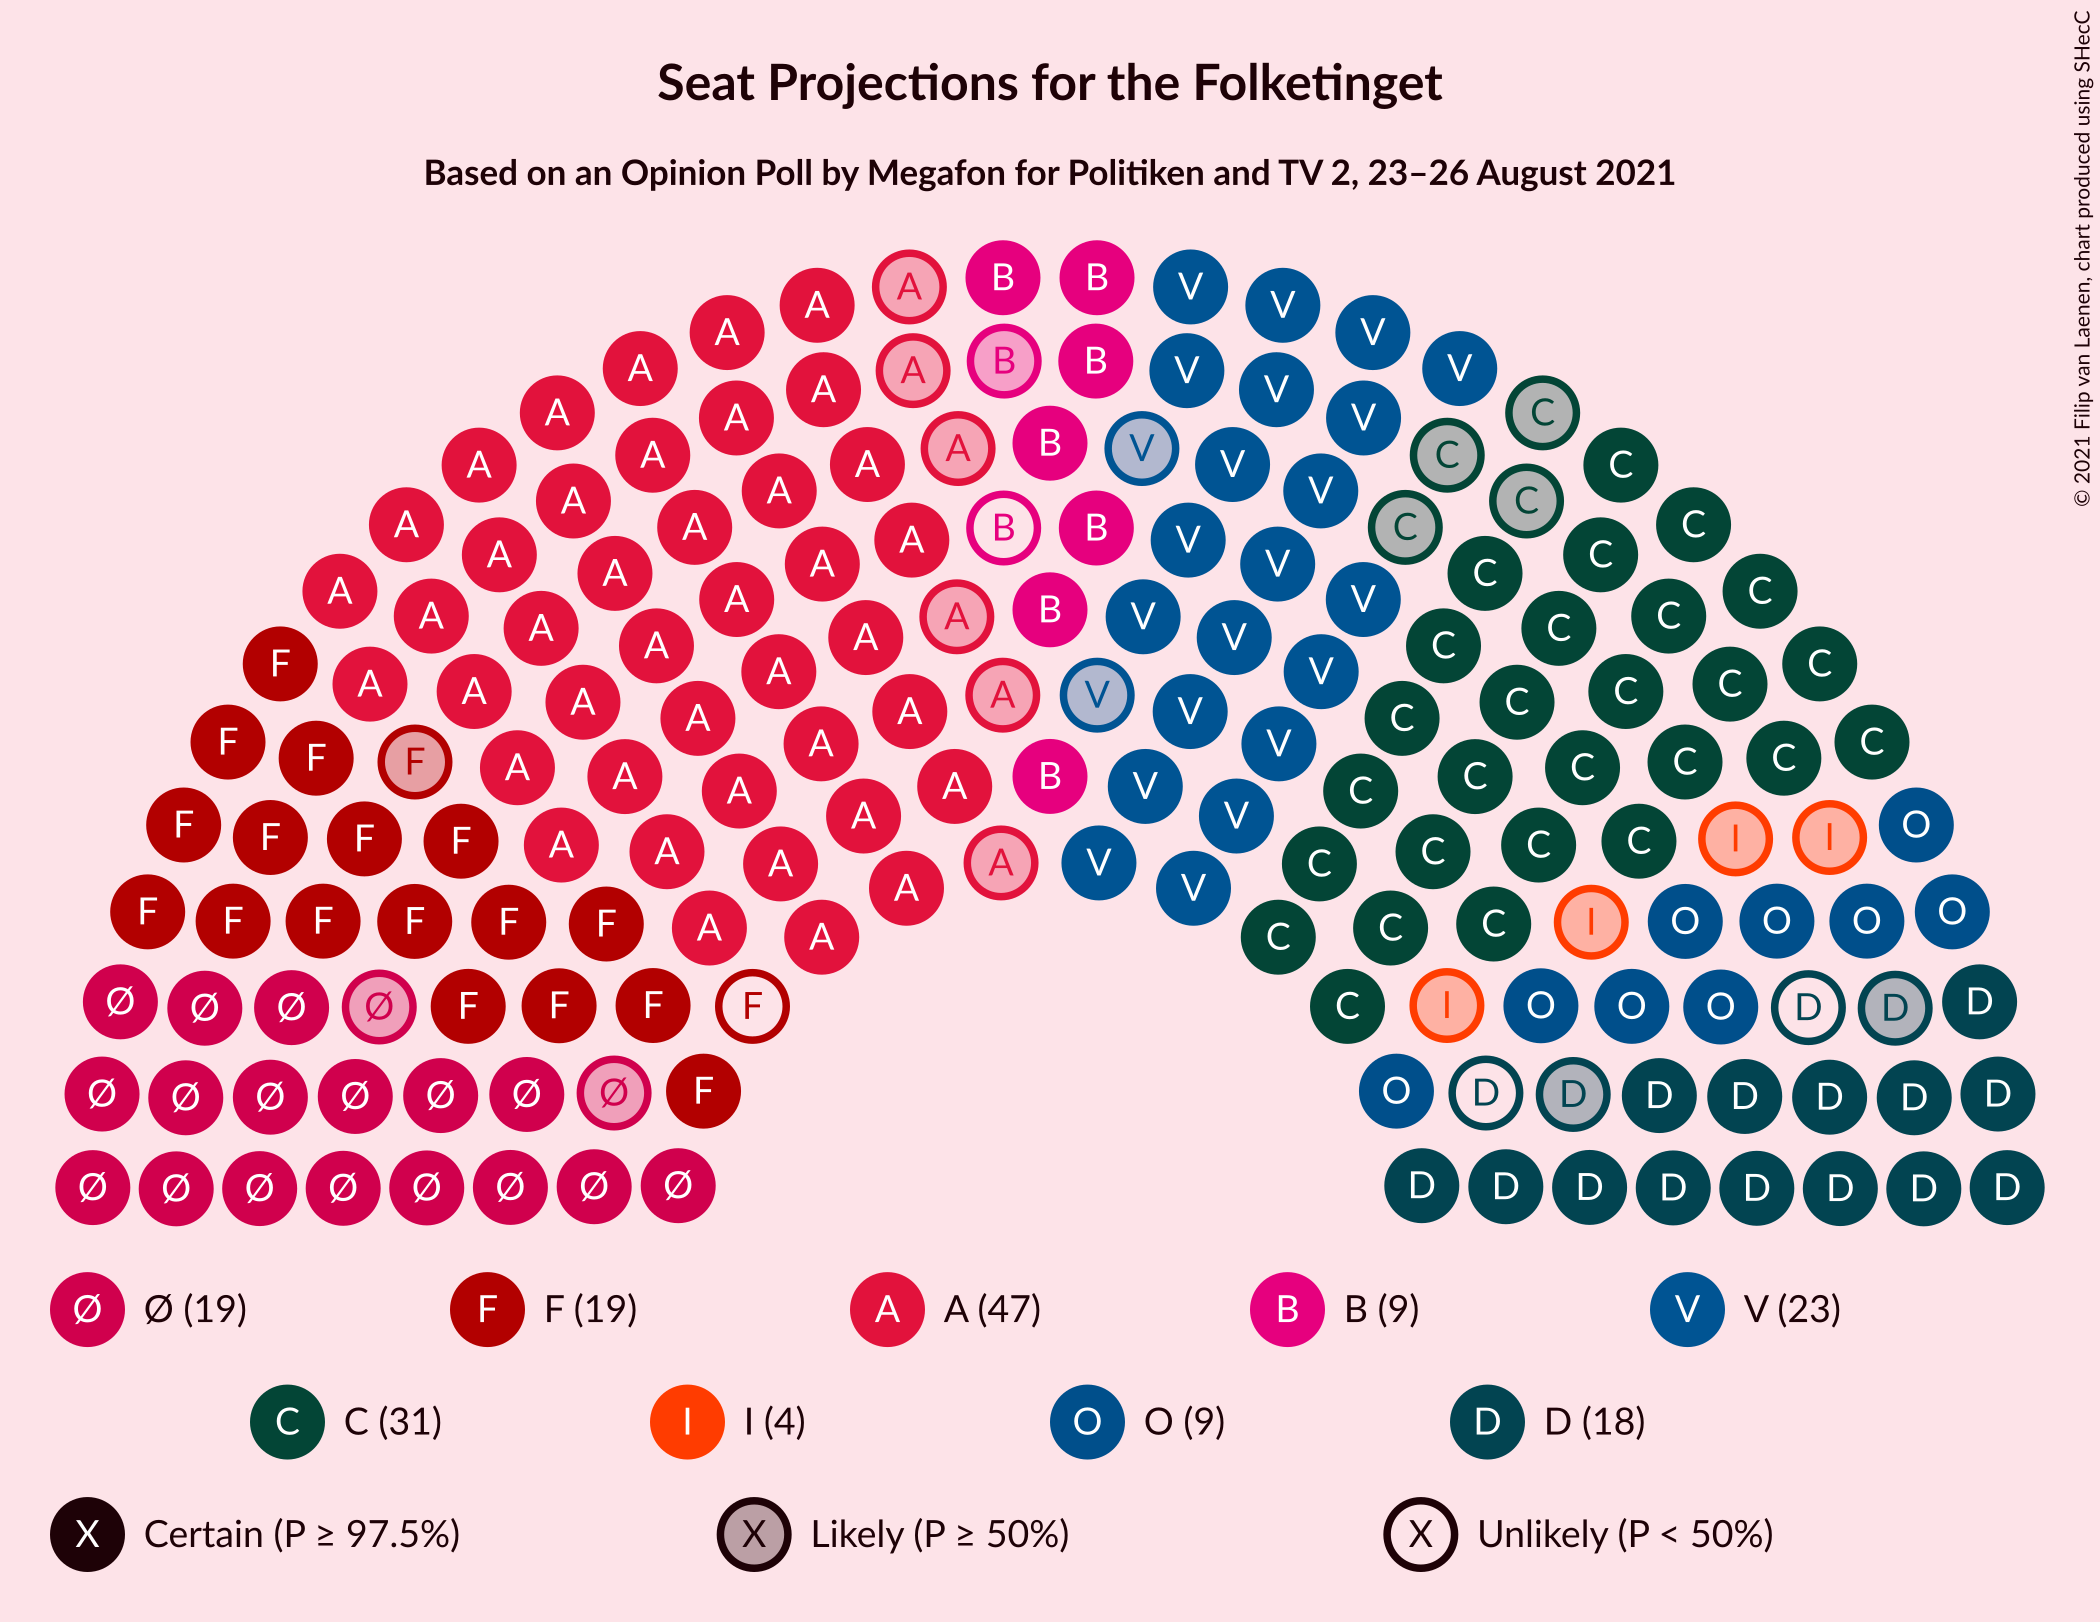 Seat Projections for the Folketinget
Based on an Opinion Poll by Megafon for Politiken and TV 2, 23–26 August 2021
© 2021 Filip van Laenen, chart produced using SHecC
A B B V
A A V V
A V
A A B B V V A V
A A V C
A A A B V V C C
A A A V C
A A A B B V V C C C
A A A V C
A A A A B V V C C C
F A A A V C
F A A A A V V C C C
F F F A A A B V V C C C C C
F F F F A A A A V V C C C C I I O
F F F F F F A A C C C I O O O O
Ø Ø Ø Ø F F F F C I O O O D D D
Ø Ø Ø Ø Ø Ø Ø F O D D D D D D D
Ø Ø Ø Ø Ø Ø Ø Ø D D D D D D D D
Ø Ø (19) F F (19) A A (47) B B (9) V V (23)
C C (31) I I (4) O O (9) D D (18)
X Certain (P ≥ 97.5%) X Likely (P ≥ 50%) X Unlikely (P < 50%)